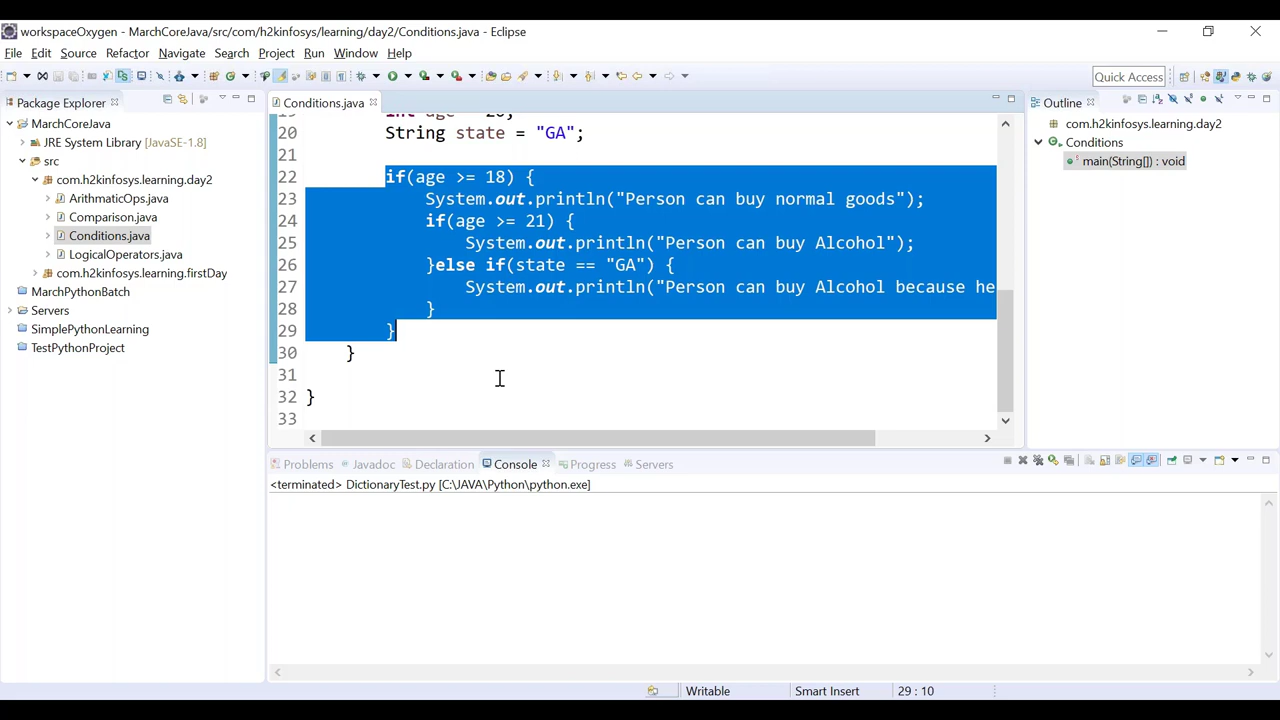 workspaceOxygen - MarchCoreJava/src/com/h2kinfosys/learning/day2/Conditions.java - Eclipse
File Edit Source Refactor Navigate Search Project Run Window Help
Quick Access
Package Explorer
MarchCoreJava
JRE System Library [JavaSE-1.8]
src
com.h2kinfosys.learning.day2
ArithmaticOps.java
Comparison.java
Conditions.java
LogicalOperators.java
com.h2kinfosys.learning.firstDay
MarchPythonBatch
Servers
SimplePythonLearning
TestPythonProject
Conditions.java
19 int age = 20;
20 String state = "GA";
21
22 if(age >= 18) {
23 System.out.println("Person can buy normal goods");
24 if(age >= 21) {
25 System.out.println("Person can buy Alcohol");
26 }else if(state == "GA") {
27 System.out.println("Person can buy Alcohol because he
28 }
29 }
30 }
31
32 }
33
Outline
com.h2kinfosys.learning.day2
Conditions
main(String[]) : void
Problems Javadoc Declaration Console Progress Servers
<terminated> DictionaryTest.py [C:\JAVA\Python\python.exe]
Writable Smart Insert 29 : 10